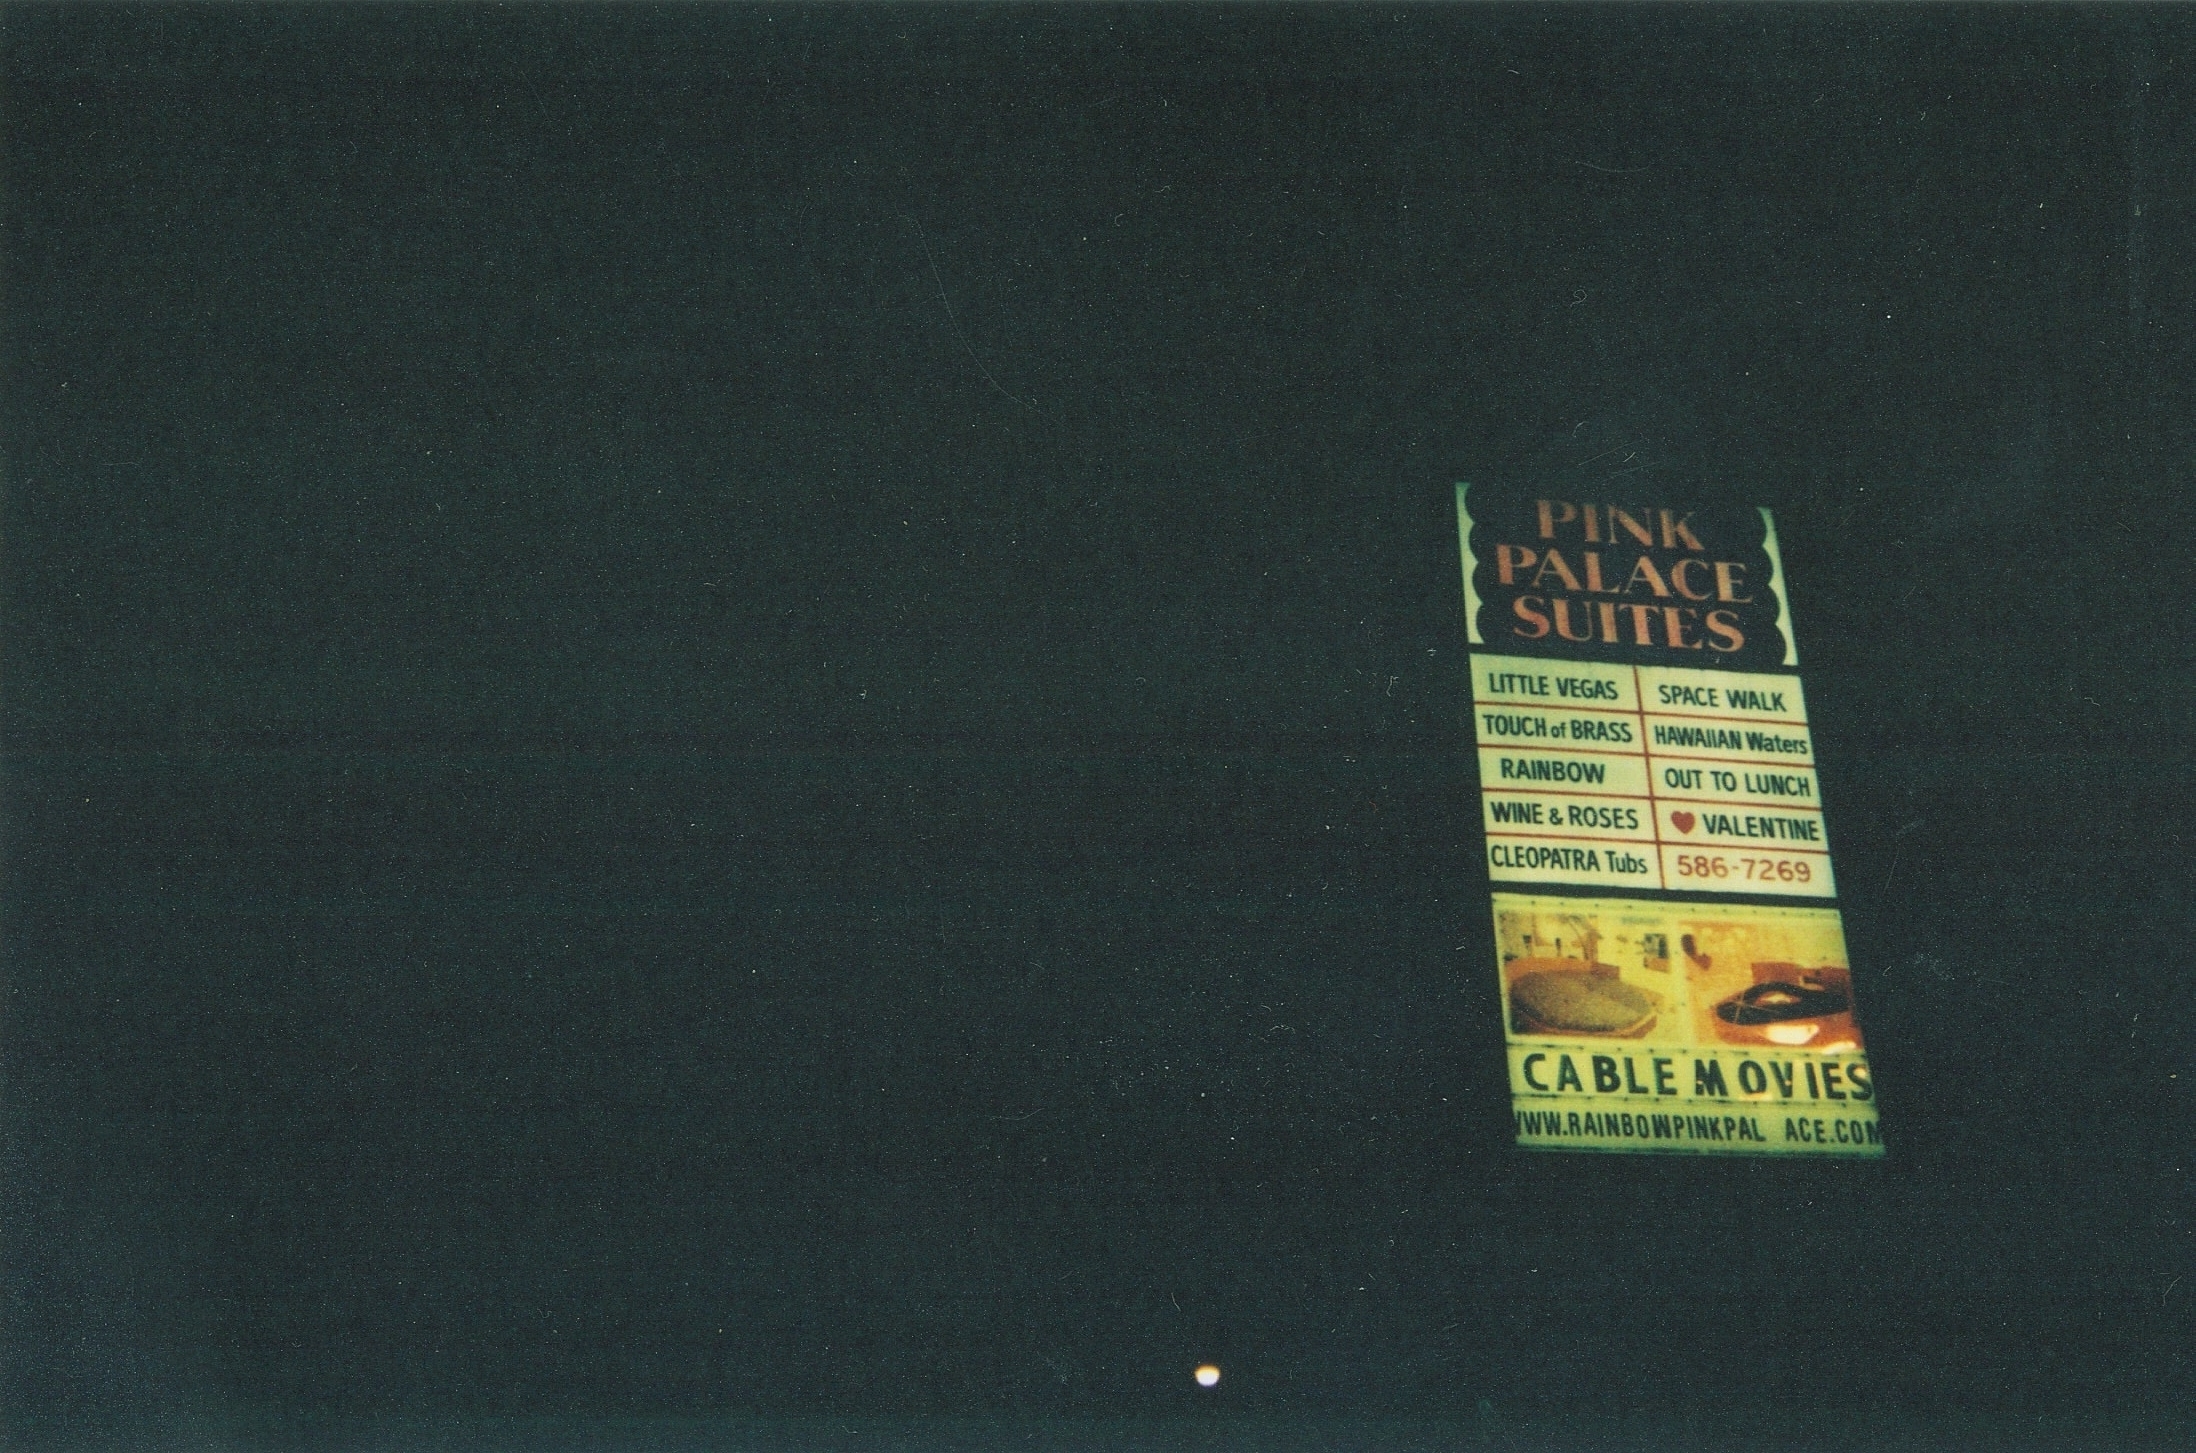 PINK
PALACE
SUITES
LITTLE VEGAS
SPACE WALK
TOUCH of BRASS
HAWAIIAN Waters
RAINBOW
OUT TO LUNCH
WINE & ROSES
♥ VALENTINE
CLEOPATRA Tubs
586-7269
CABLE MOVIES
WWW.RAINBOWPINKPAL ACE.COM